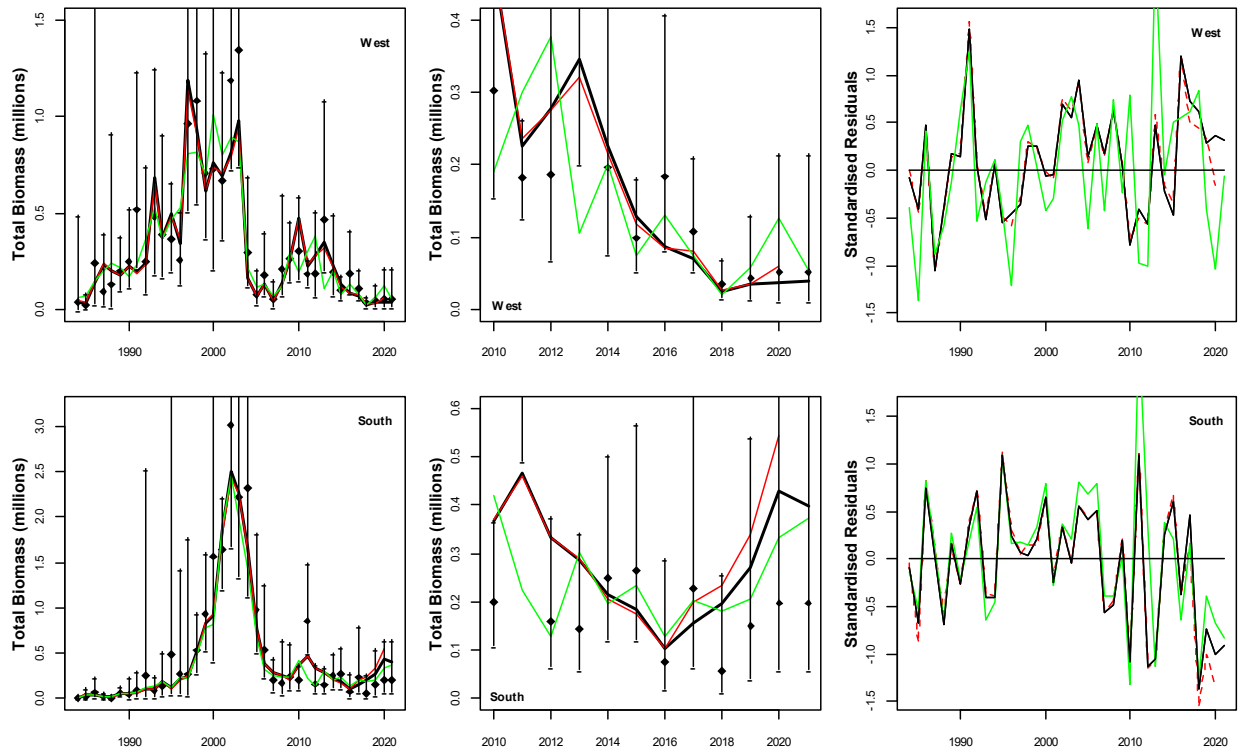 Total Biomass (millions)
0.0 0.5 1.0 1.5
West
1990 2000 2010 2020
Total Biomass (millions)
0.0 0.1 0.2 0.3 0.4
West
2010 2012 2014 2016 2018 2020
Standardised Residuals
-1.5 -1.0 -0.5 0.0 0.5 1.0 1.5
West
1990 2000 2010 2020
Total Biomass (millions)
0.0 0.5 1.0 1.5 2.0 2.5 3.0
South
1990 2000 2010 2020
Total Biomass (millions)
0.0 0.1 0.2 0.3 0.4 0.5 0.6
South
2010 2012 2014 2016 2018 2020
Standardised Residuals
-1.5 -1.0 -0.5 0.0 0.5 1.0 1.5
South
1990 2000 2010 2020